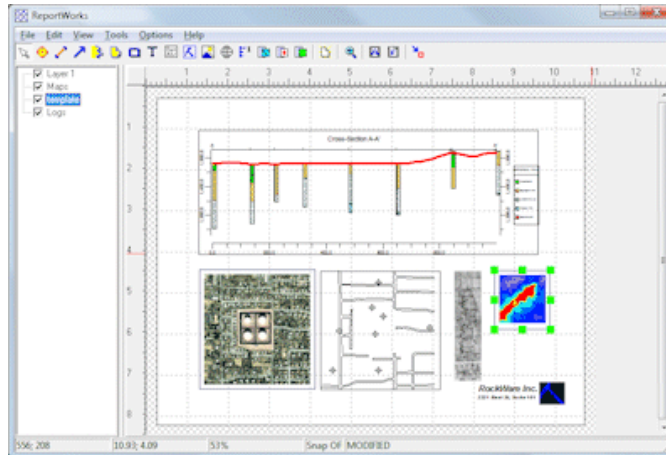 ReportWorks
File Edit View Tools Options Help
Layer 1
Maps
template
Logs
1 2 3 4 5 6 7 8 9 10 11 12
1
2
3
4
5
6
7
8
Cross-Section A-A'
RockWare Inc.
556; 208 10.93; 4.09 53% Snap OF MODIFIED